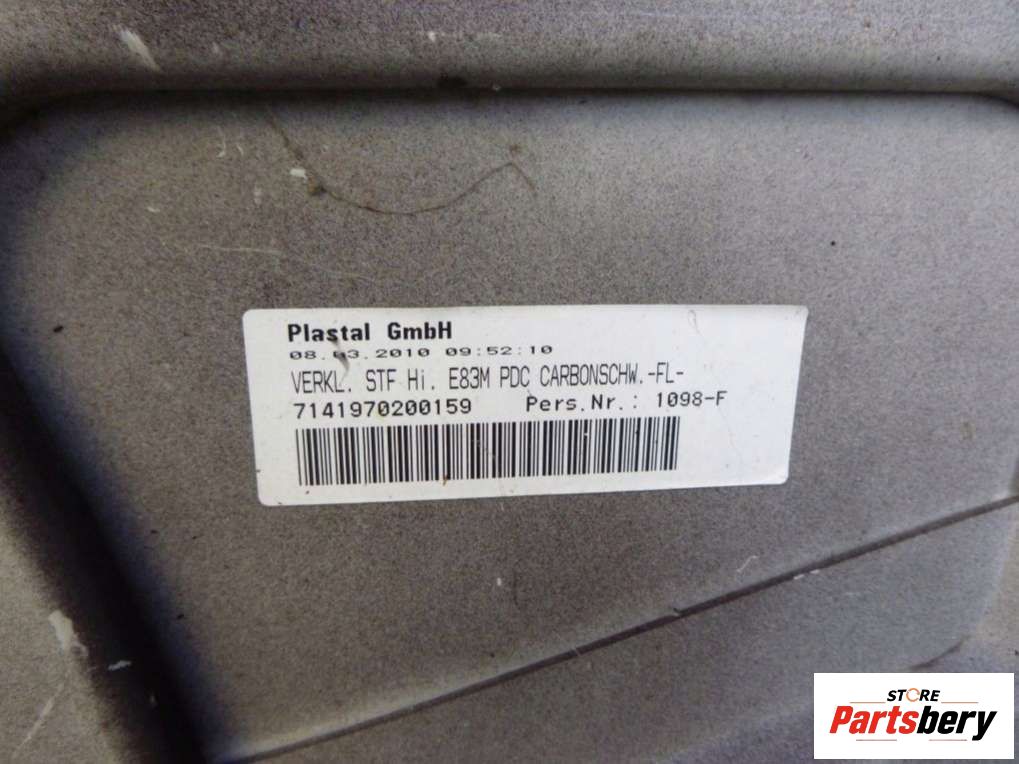 Plastal GmbH
08.03.2010 09:52:10
VERKL. STF Hi. E83M PDC CARBONSCHW.-FL-
7141970200159 Pers.Nr.: 1098-F
STORE
Partsbery